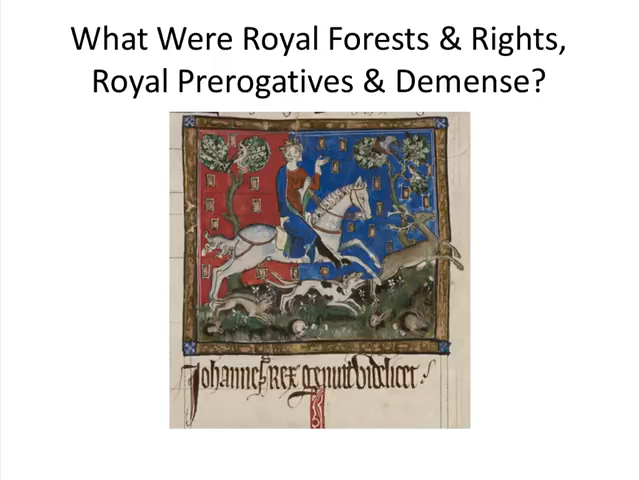 What Were Royal Forests & Rights,
Royal Prerogatives & Demense?
Johannes Rex genuit videlicet